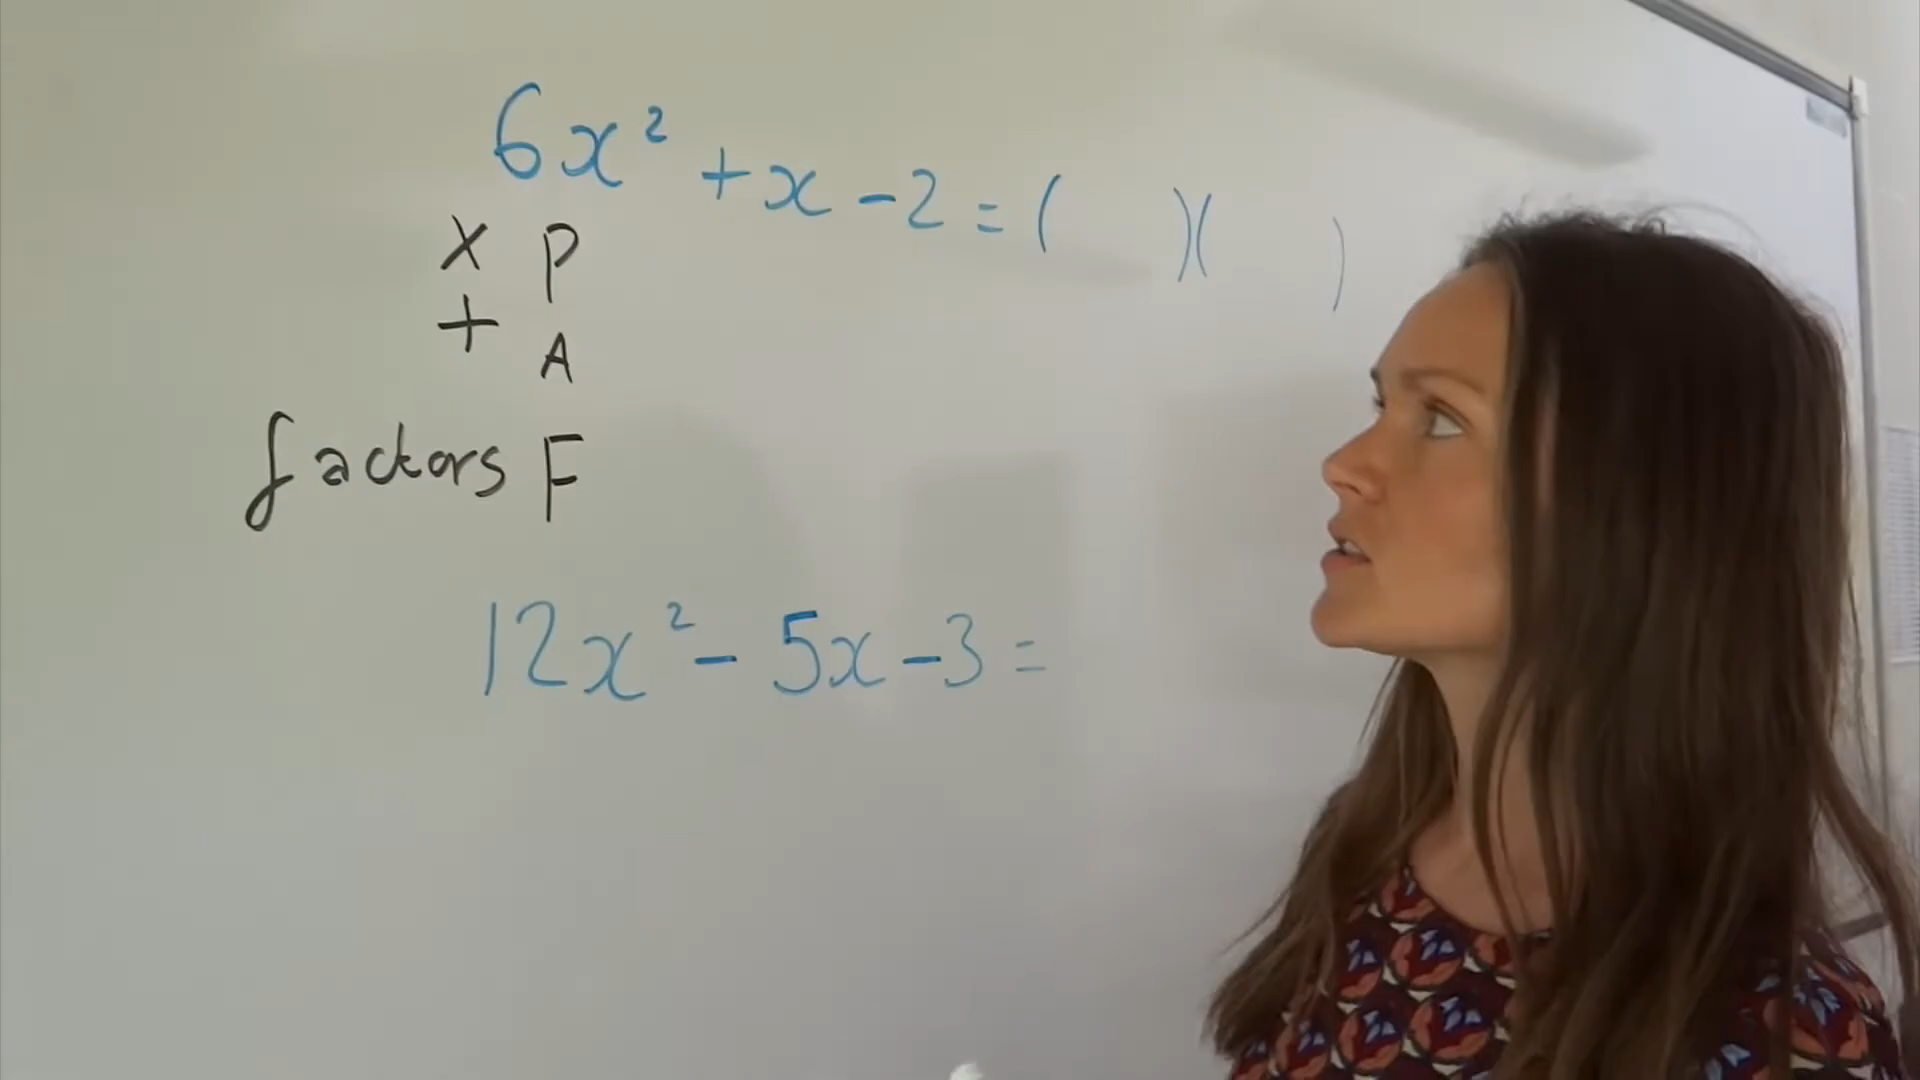 6x² + x - 2 = (  )(  )
× P
+ A
factors F
12x² - 5x - 3 =